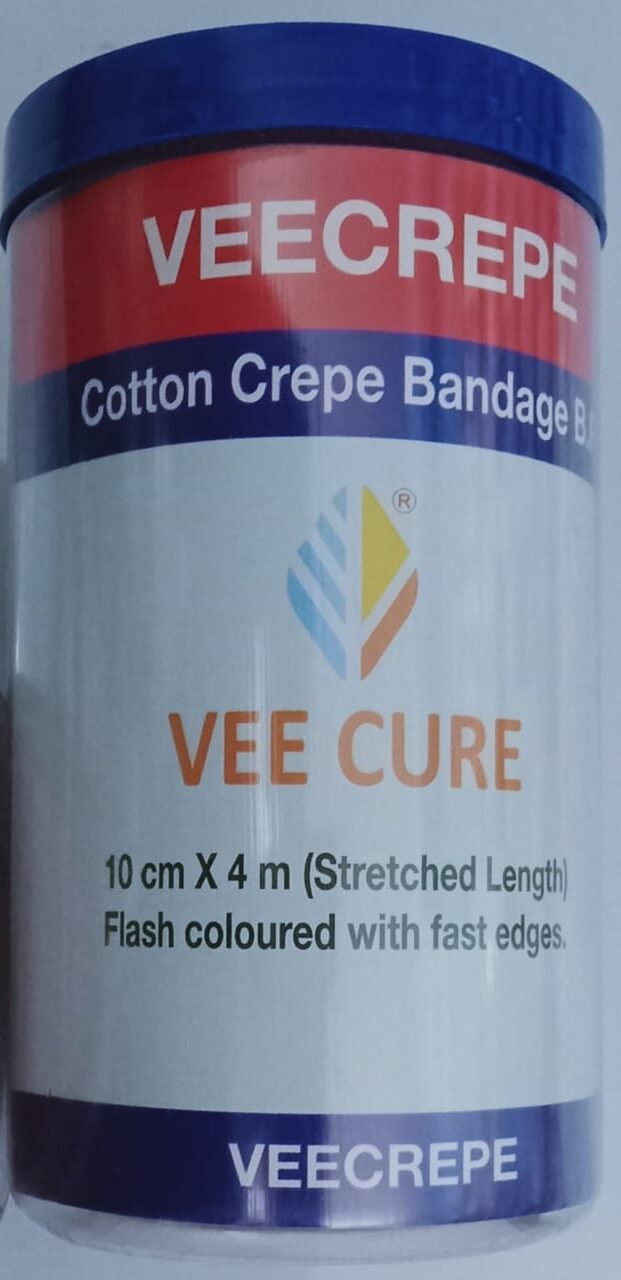 VEECREPE
Cotton Crepe Bandage B.
®
VEE CURE
10 cm X 4 m (Stretched Length)
Flash coloured with fast edges.
VEECREPE